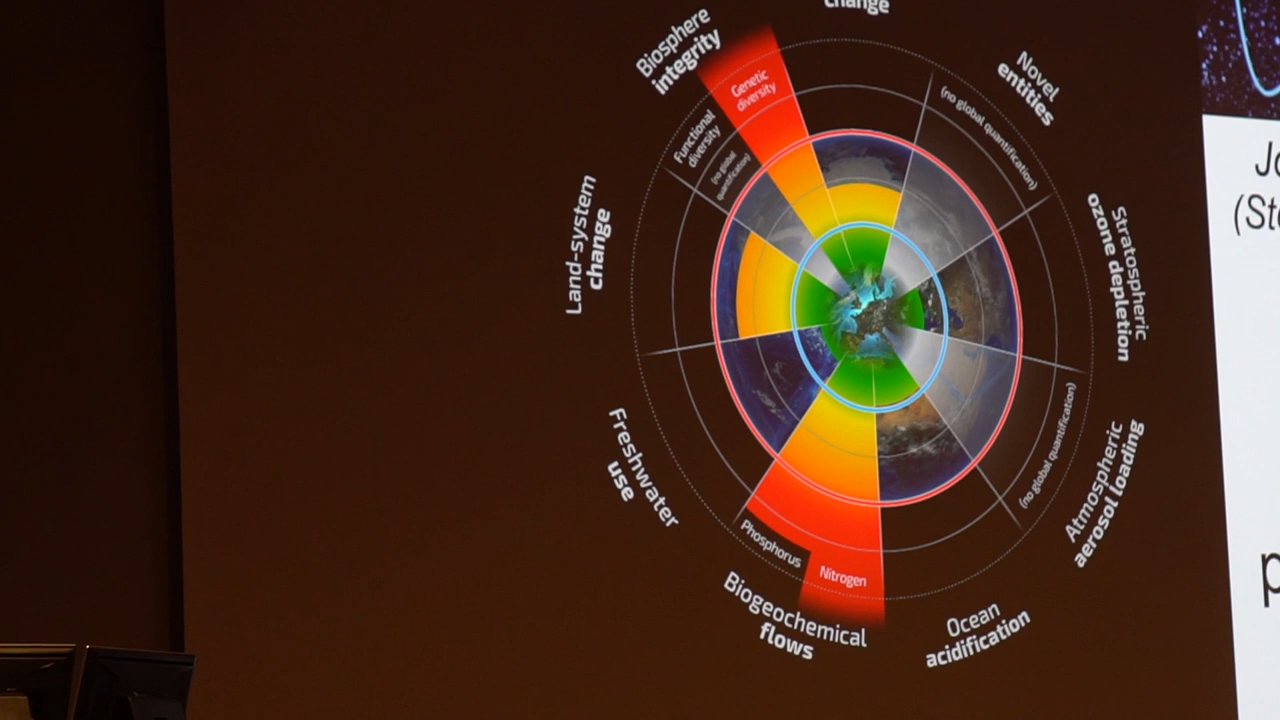 change
Biosphere
integrity
Genetic
diversity
Functional
diversity
(no global
quantification)
Novel
entities
(no global quantification)
Stratospheric
ozone depletion
Land-system
change
Freshwater
use
Phosphorus
Nitrogen
Biogeochemical
flows
Ocean
acidification
Atmospheric
aerosol loading
(no global quantification)